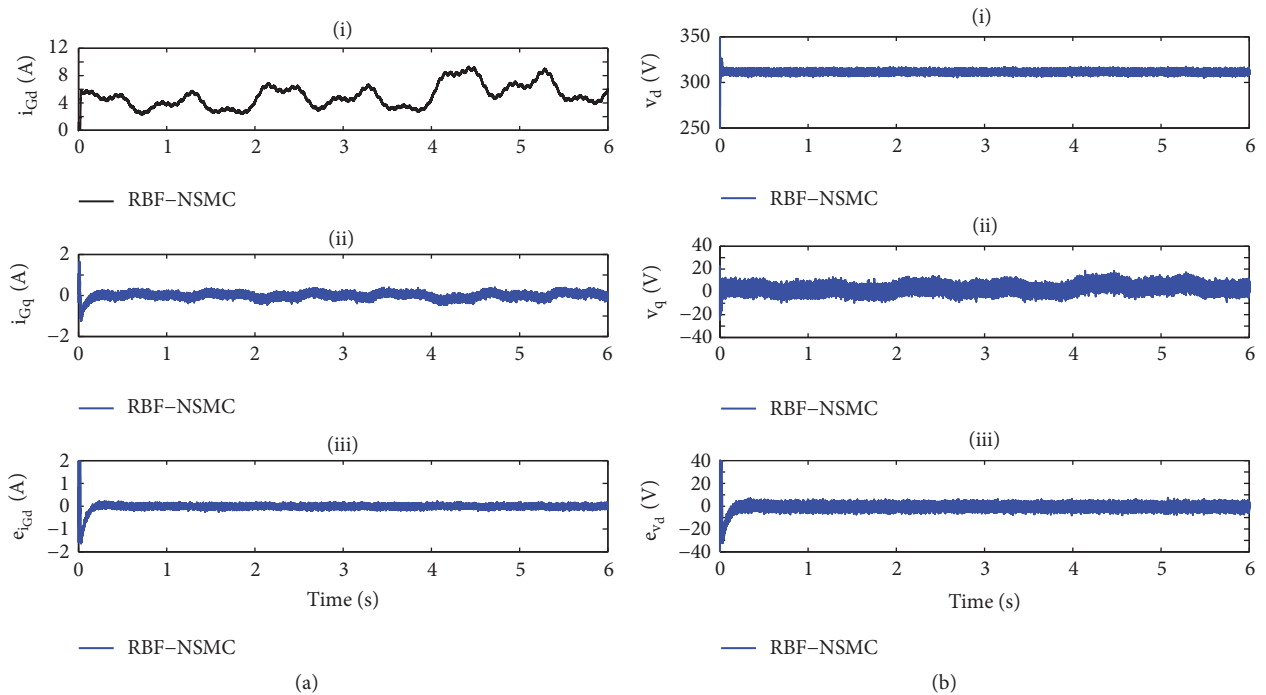 (i)
12
8
4
0
i_Gd (A)
0 1 2 3 4 5 6
RBF−NSMC
(ii)
2
0
−2
i_Gq (A)
0 1 2 3 4 5 6
RBF−NSMC
(iii)
2
1
0
−1
−2
e_iGd (A)
0 1 2 3 4 5 6
Time (s)
RBF−NSMC
(a)
(i)
350
300
250
v_d (V)
0 1 2 3 4 5 6
RBF−NSMC
(ii)
40
20
0
−20
−40
v_q (V)
0 1 2 3 4 5 6
RBF−NSMC
(iii)
40
20
0
−20
−40
e_vd (V)
0 1 2 3 4 5 6
Time (s)
RBF−NSMC
(b)